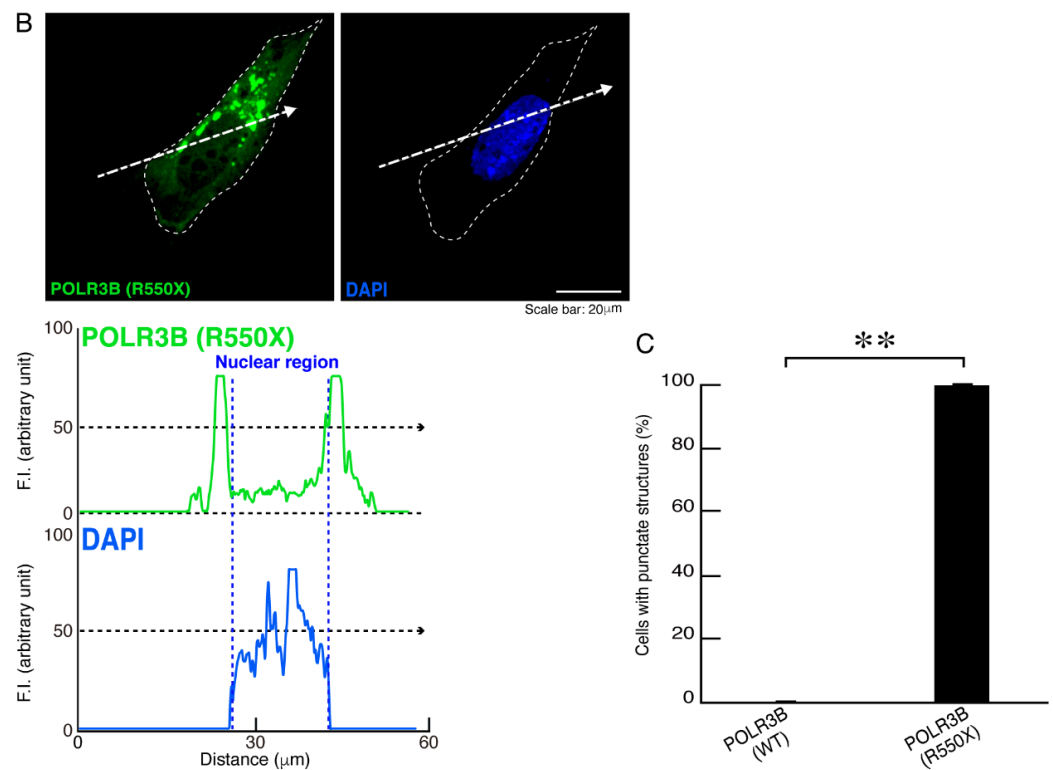 B
POLR3B (R550X)
DAPI
Scale bar: 20μm
100
POLR3B (R550X)
Nuclear region
F.I. (arbitrary unit)
50
0
100
DAPI
F.I. (arbitrary unit)
50
0
0
30
60
Distance (μm)
C
**
100
80
60
40
20
0
Cells with punctate structures (%)
POLR3B
(WT)
POLR3B
(R550X)